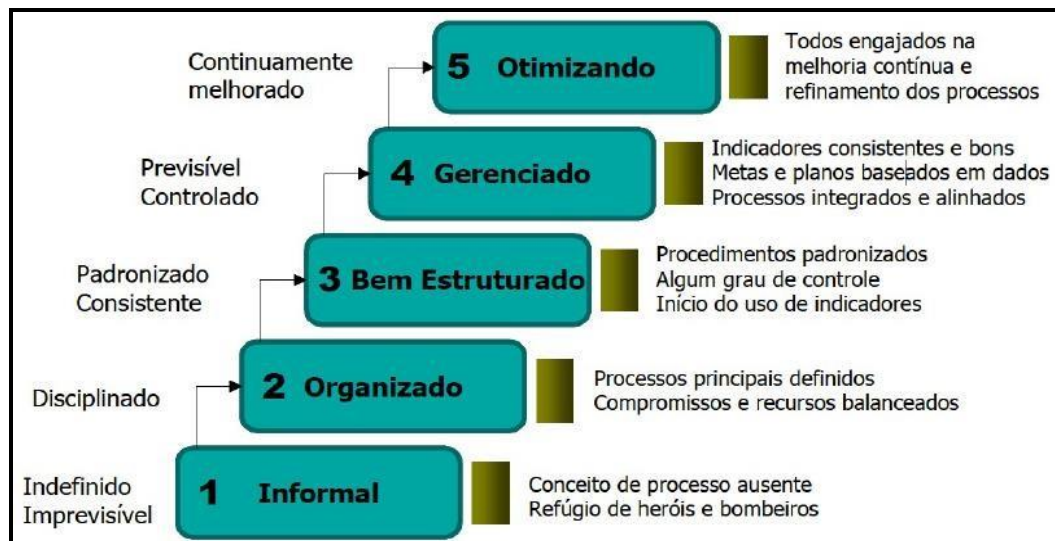 Continuamente
melhorado
5 Otimizando
Todos engajados na
melhoria contínua e
refinamento dos processos
Previsível
Controlado
4 Gerenciado
Indicadores consistentes e bons
Metas e planos baseados em dados
Processos integrados e alinhados
Padronizado
Consistente
3 Bem Estruturado
Procedimentos padronizados
Algum grau de controle
Início do uso de indicadores
Disciplinado
2 Organizado
Processos principais definidos
Compromissos e recursos balanceados
Indefinido
Imprevisível
1 Informal
Conceito de processo ausente
Refúgio de heróis e bombeiros